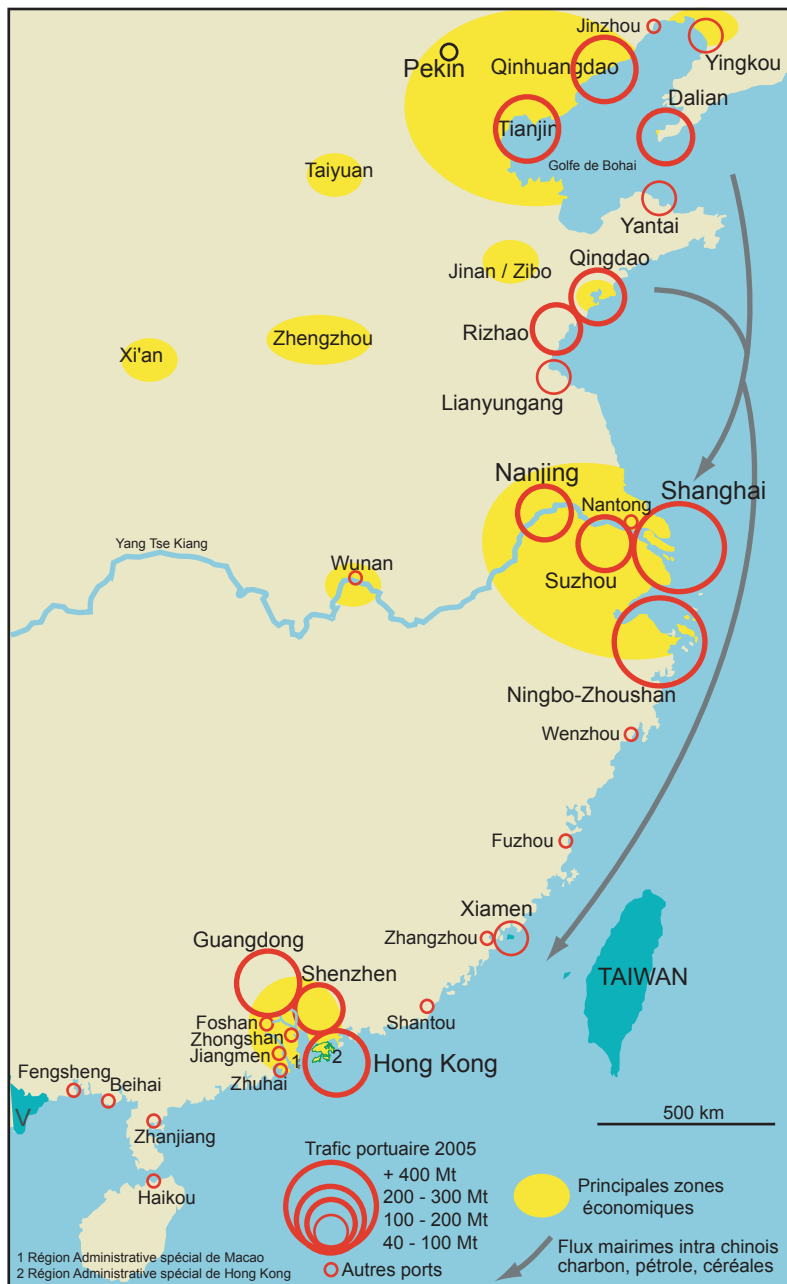 Jinzhou
Pekin
Qinhuangdao
Yingkou
Dalian
Tianjin
Golfe de Bohai
Taiyuan
Yantai
Qingdao
Jinan / Zibo
Rizhao
Zhengzhou
Xi'an
Lianyungang
Nanjing
Shanghai
Nantong
Yang Tse Kiang
Wunan
Suzhou
Ningbo-Zhoushan
Wenzhou
Fuzhou
Xiamen
Zhangzhou
Guangdong
Shenzhen
TAIWAN
Shantou
Foshan
Zhongshan
Jiangmen
1
2
Hong Kong
Zhuhai
Fengsheng
Beihai
V
Zhanjiang
Haikou
500 km
Trafic portuaire 2005
+ 400 Mt
200 - 300 Mt
100 - 200 Mt
40 - 100 Mt
Autres ports
Principales zones
économiques
Flux mairimes intra chinois
charbon, pétrole, céréales
1 Région Administrative spécial de Macao
2 Région Administrative spécial de Hong Kong